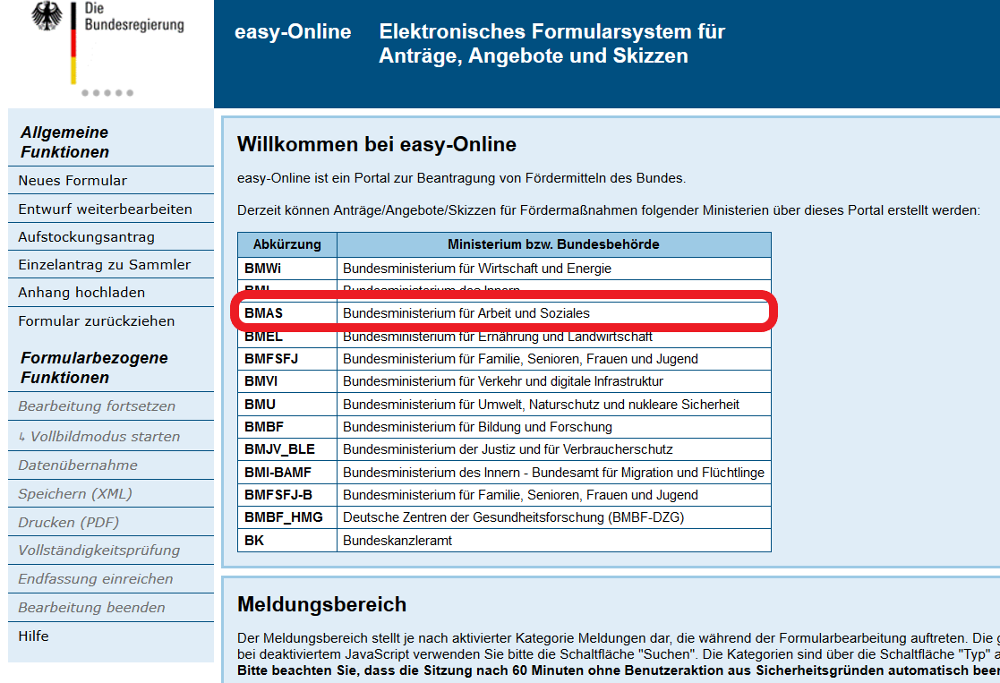 Die
Bundesregierung
easy-Online
Elektronisches Formularsystem für
Anträge, Angebote und Skizzen
Allgemeine
Funktionen
Neues Formular
Entwurf weiterbearbeiten
Aufstockungsantrag
Einzelantrag zu Sammler
Anhang hochladen
Formular zurückziehen
Formularbezogene
Funktionen
Bearbeitung fortsetzen
↳ Vollbildmodus starten
Datenübernahme
Speichern (XML)
Drucken (PDF)
Vollständigkeitsprüfung
Endfassung einreichen
Bearbeitung beenden
Hilfe
Willkommen bei easy-Online
easy-Online ist ein Portal zur Beantragung von Fördermitteln des Bundes.
Derzeit können Anträge/Angebote/Skizzen für Fördermaßnahmen folgender Ministerien über dieses Portal erstellt werden:
Abkürzung Ministerium bzw. Bundesbehörde
BMWi Bundesministerium für Wirtschaft und Energie
BMI Bundesministerium des Innern
BMAS Bundesministerium für Arbeit und Soziales
BMEL Bundesministerium für Ernährung und Landwirtschaft
BMFSFJ Bundesministerium für Familie, Senioren, Frauen und Jugend
BMVI Bundesministerium für Verkehr und digitale Infrastruktur
BMU Bundesministerium für Umwelt, Naturschutz und nukleare Sicherheit
BMBF Bundesministerium für Bildung und Forschung
BMJV_BLE Bundesministerium der Justiz und für Verbraucherschutz
BMI-BAMF Bundesministerium des Innern - Bundesamt für Migration und Flüchtlinge
BMFSFJ-B Bundesministerium für Familie, Senioren, Frauen und Jugend
BMBF_HMG Deutsche Zentren der Gesundheitsforschung (BMBF-DZG)
BK Bundeskanzleramt
Meldungsbereich
Der Meldungsbereich stellt je nach aktivierter Kategorie Meldungen dar, die während der Formularbearbeitung auftreten. Die
bei deaktiviertem JavaScript verwenden Sie bitte die Schaltfläche "Suchen". Die Kategorien sind über die Schaltfläche "Typ"
Bitte beachten Sie, dass die Sitzung nach 60 Minuten ohne Benutzeraktion aus Sicherheitsgründen automatisch